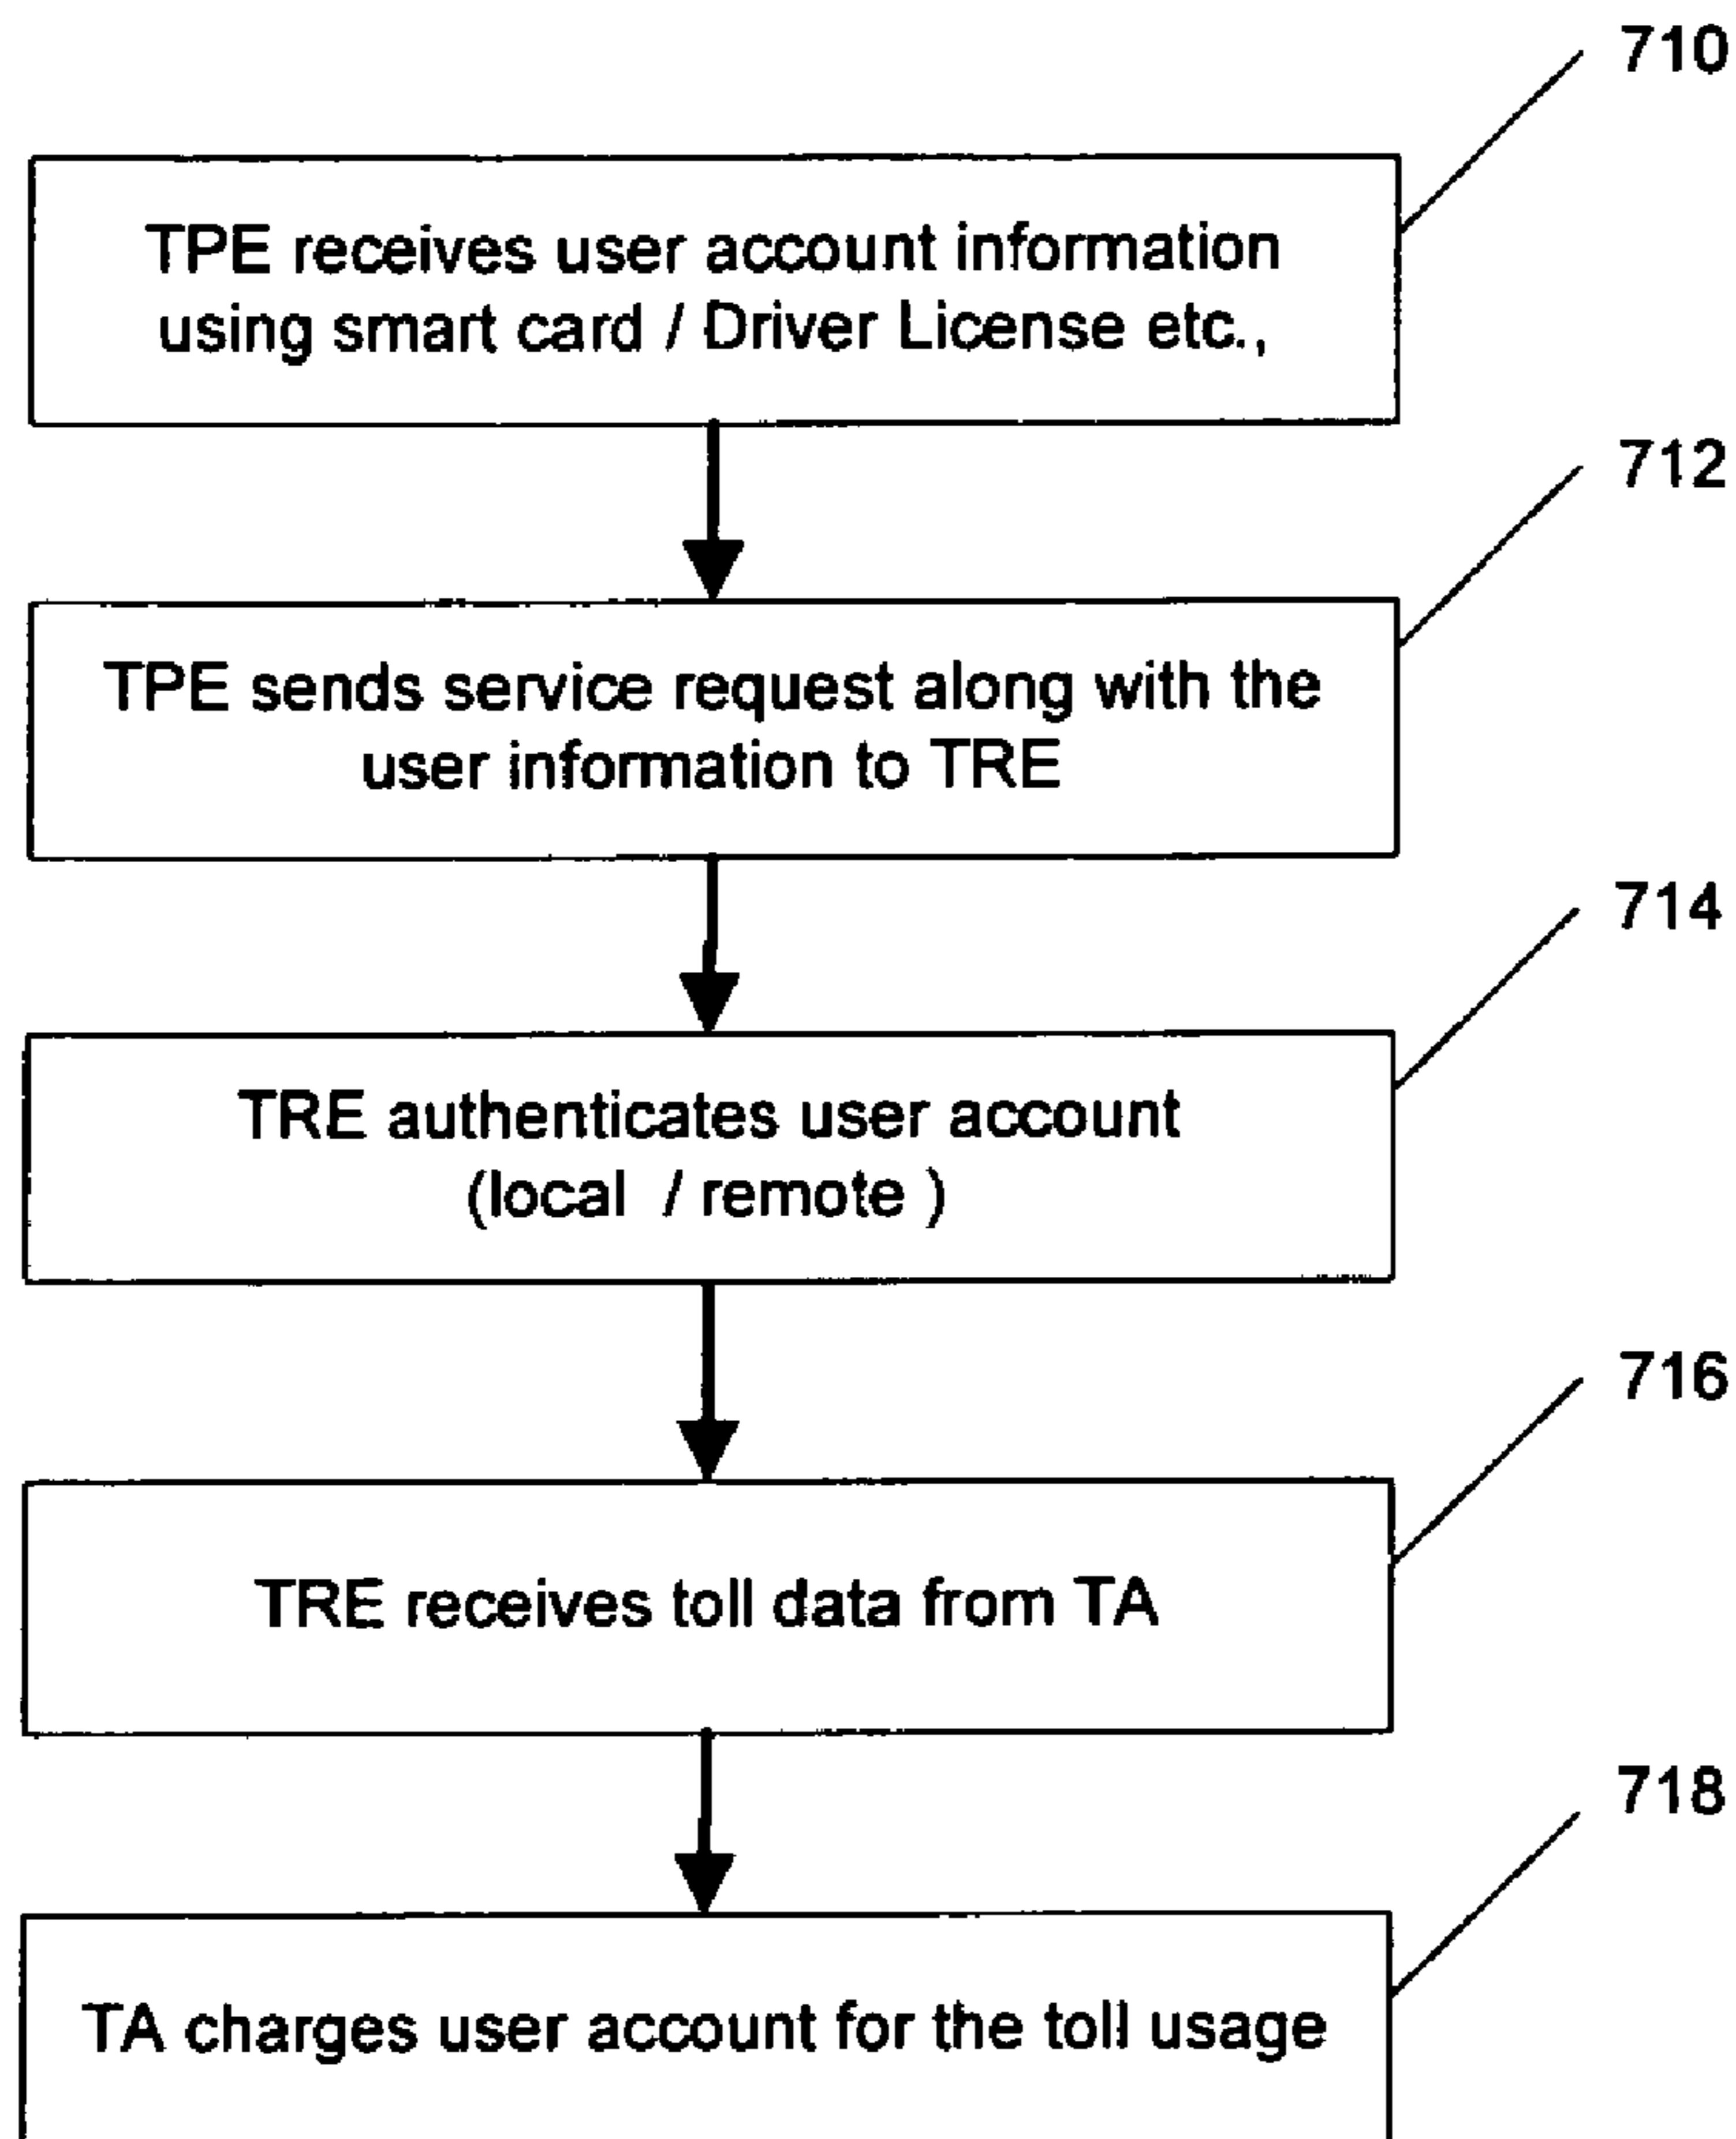 710
TPE receives user account information
using smart card / Driver License etc.,
712
TPE sends service request along with the
user information to TRE
714
TRE authenticates user account
(local / remote )
716
TRE receives toll data from TA
718
TA charges user account for the toll usage